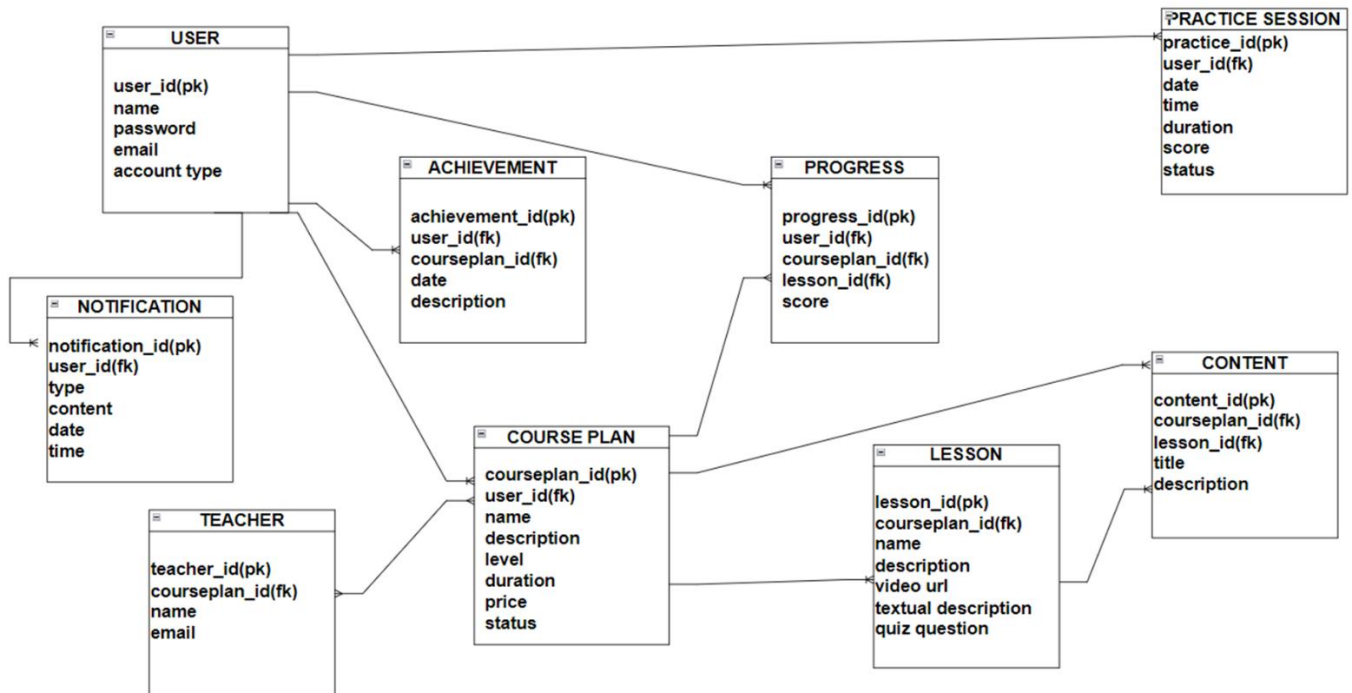 USER
user_id(pk)
name
password
email
account type
PRACTICE SESSION
practice_id(pk)
user_id(fk)
date
time
duration
score
status
ACHIEVEMENT
achievement_id(pk)
user_id(fk)
courseplan_id(fk)
date
description
PROGRESS
progress_id(pk)
user_id(fk)
courseplan_id(fk)
lesson_id(fk)
score
NOTIFICATION
notification_id(pk)
user_id(fk)
type
content
date
time
CONTENT
content_id(pk)
courseplan_id(fk)
lesson_id(fk)
title
description
COURSE PLAN
courseplan_id(pk)
user_id(fk)
name
description
level
duration
price
status
LESSON
lesson_id(pk)
courseplan_id(fk)
name
description
video url
textual description
quiz question
TEACHER
teacher_id(pk)
courseplan_id(fk)
name
email